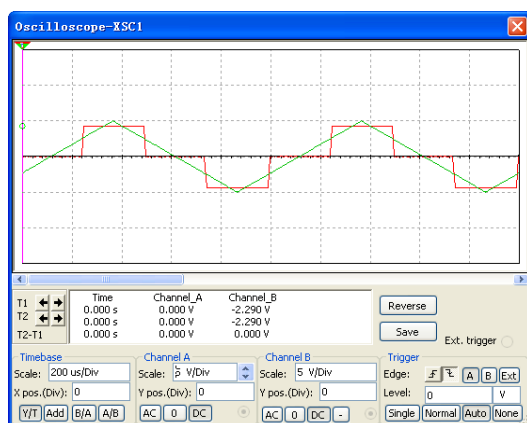 Oscilloscope-XSC1
Time Channel_A Channel_B
T1 0.000 s 0.000 V -2.290 V
T2 0.000 s 0.000 V -2.290 V
T2-T1 0.000 s 0.000 V 0.000 V
Reverse
Save
Ext. trigger
Timebase
Scale: 200 us/Div
X pos.(Div): 0
Y/T Add B/A A/B
Channel A
Scale: 5 V/Div
Y pos.(Div): 0
AC 0 DC
Channel B
Scale: 5 V/Div
Y pos.(Div): 0
AC 0 DC -
Trigger
Edge: A B Ext
Level: 0 V
Single Normal Auto None